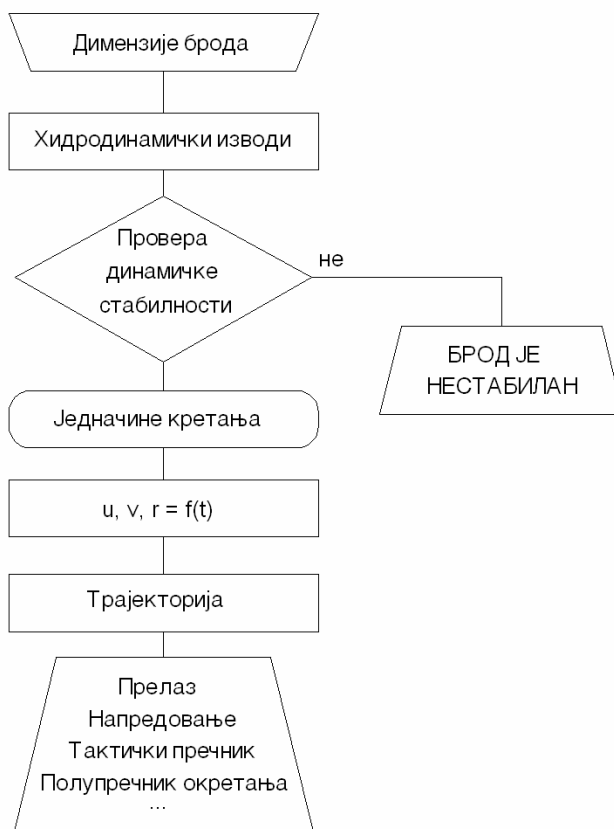 Димензије брода
Хидродинамички изводи
Провера
динамичке
стабилности
не
БРОД ЈЕ
НЕСТАБИЛАН
Једначине кретања
u, v, r = f(t)
Трајекторија
Прелаз
Напредовање
Тактички пречник
Полупречник окретања
...